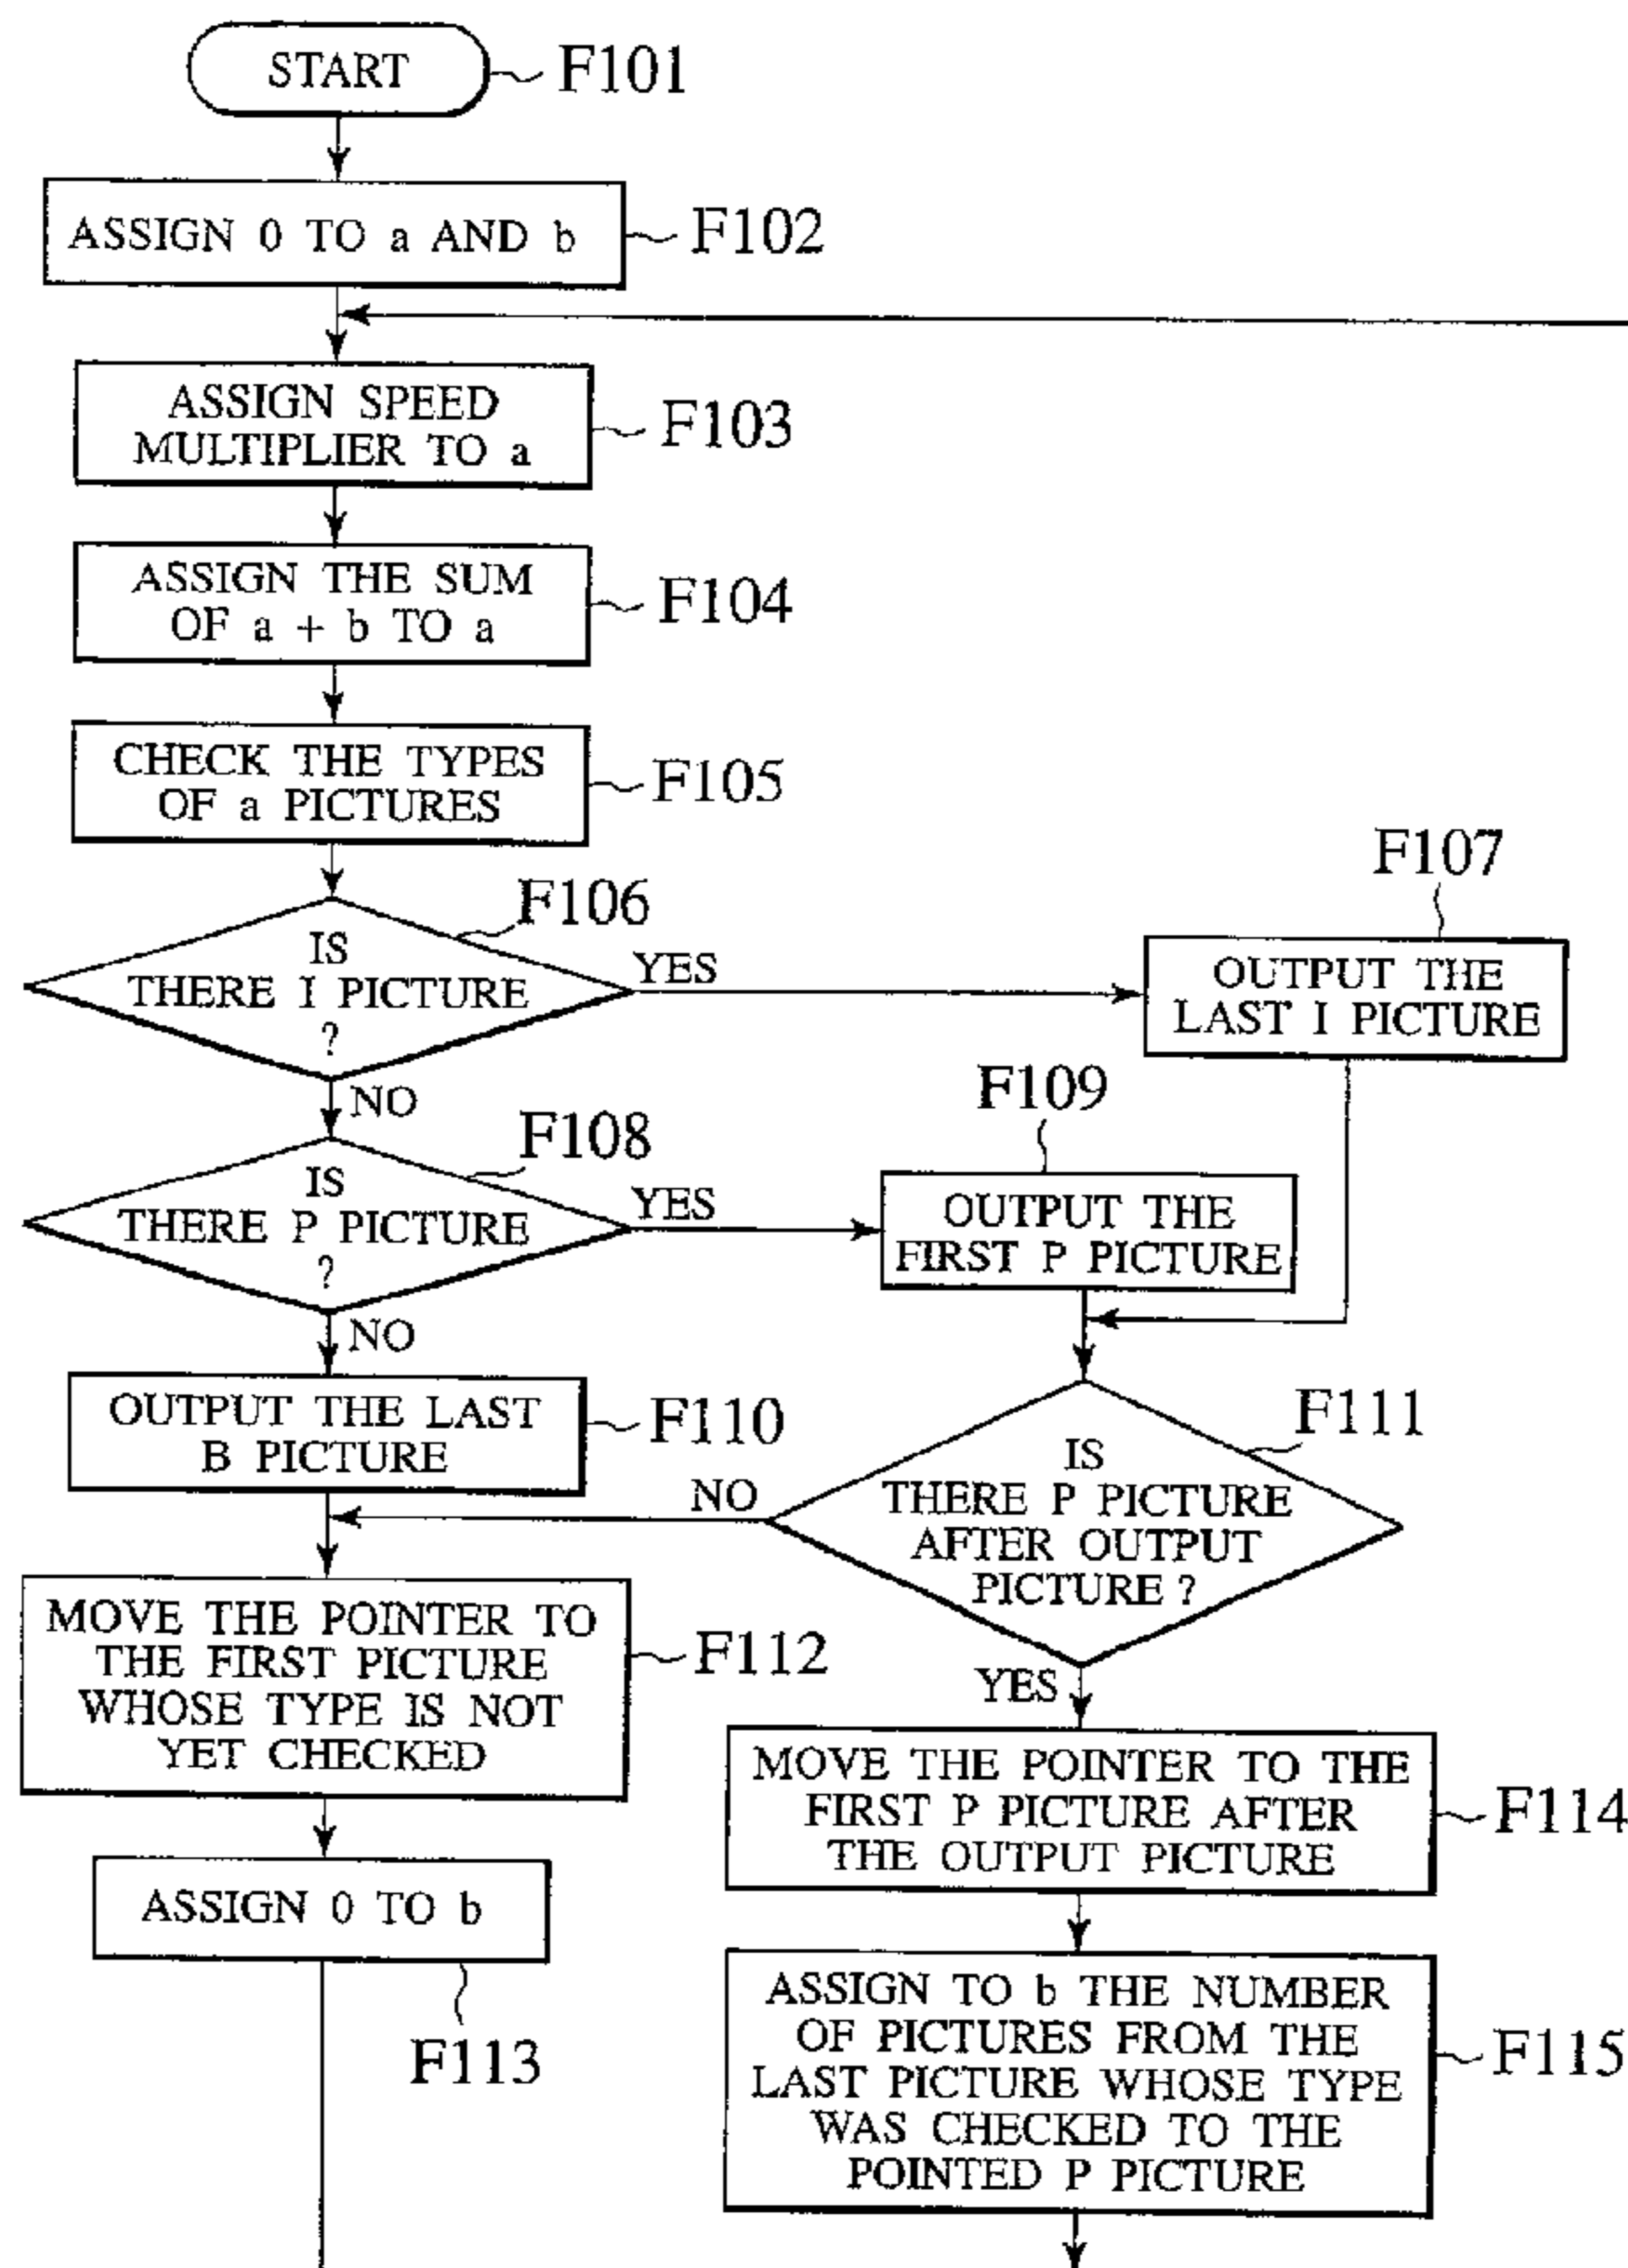 START
F101
ASSIGN 0 TO a AND b
F102
ASSIGN SPEED
MULTIPLIER TO a
F103
ASSIGN THE SUM
OF a + b TO a
F104
CHECK THE TYPES
OF a PICTURES
F105
F106
IS
THERE I PICTURE
?
YES
NO
F107
OUTPUT THE
LAST I PICTURE
F108
IS
THERE P PICTURE
?
YES
NO
F109
OUTPUT THE
FIRST P PICTURE
OUTPUT THE LAST
B PICTURE
F110
F111
IS
THERE P PICTURE
AFTER OUTPUT
PICTURE ?
NO
YES
MOVE THE POINTER TO
THE FIRST PICTURE
WHOSE TYPE IS NOT
YET CHECKED
F112
ASSIGN 0 TO b
F113
MOVE THE POINTER TO THE
FIRST P PICTURE AFTER
THE OUTPUT PICTURE
F114
ASSIGN TO b THE NUMBER
OF PICTURES FROM THE
LAST PICTURE WHOSE TYPE
WAS CHECKED TO THE
POINTED P PICTURE
F115